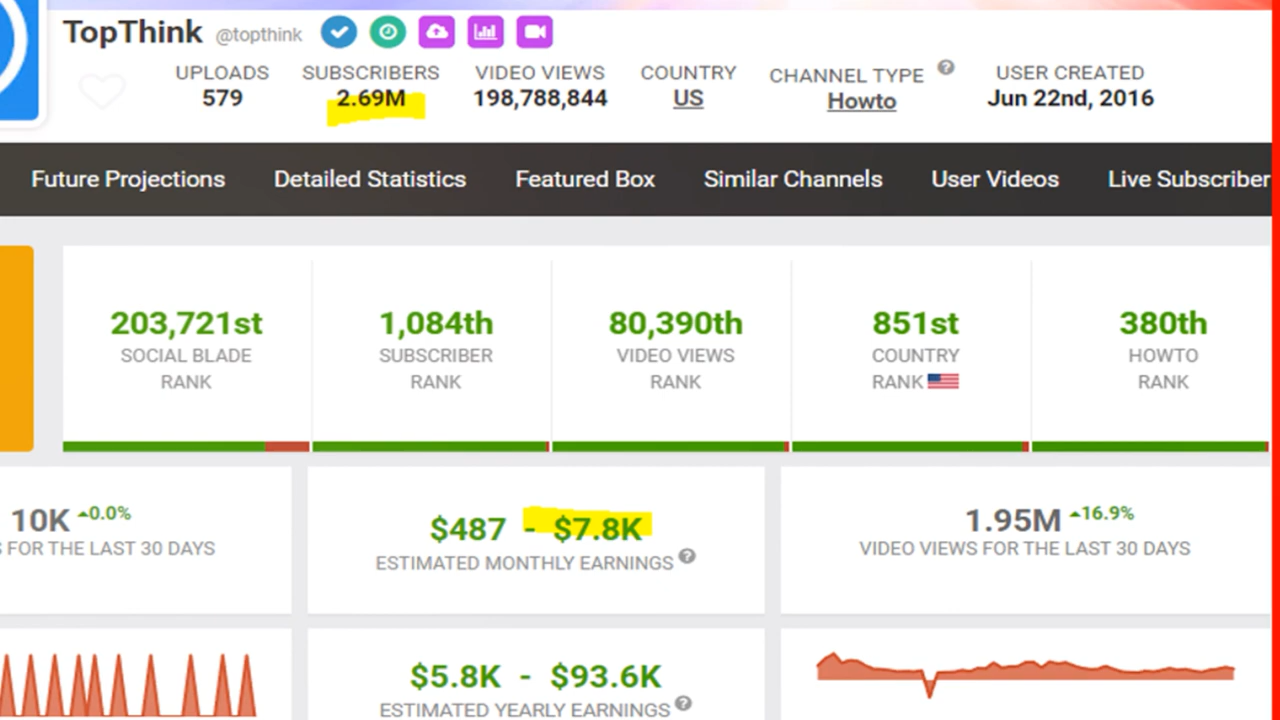 TopThink @topthink
UPLOADS
579
SUBSCRIBERS
2.69M
VIDEO VIEWS
198,788,844
COUNTRY
US
CHANNEL TYPE ?
Howto
USER CREATED
Jun 22nd, 2016
Future Projections Detailed Statistics Featured Box Similar Channels User Videos Live Subscriber
203,721st
SOCIAL BLADE
RANK
1,084th
SUBSCRIBER
RANK
80,390th
VIDEO VIEWS
RANK
851st
COUNTRY
RANK
380th
HOWTO
RANK
10K 0.0%
S FOR THE LAST 30 DAYS
$487 - $7.8K
ESTIMATED MONTHLY EARNINGS ?
1.95M 16.9%
VIDEO VIEWS FOR THE LAST 30 DAYS
$5.8K - $93.6K
ESTIMATED YEARLY EARNINGS ?